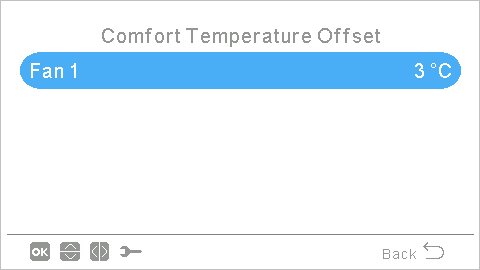 Comfort Temperature Offset
Fan 1 3 °C
OK Back